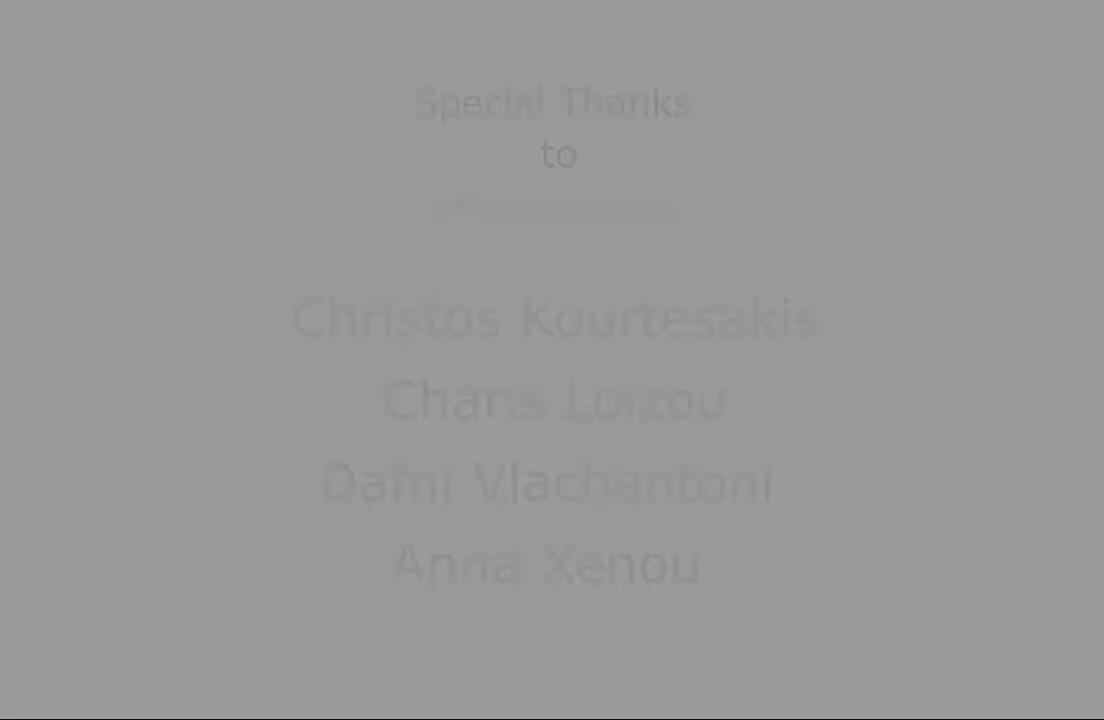 Special Thanks
to
Christos Kourtesakis
Charis Loizou
Dafni Vlachantoni
Anna Xenou